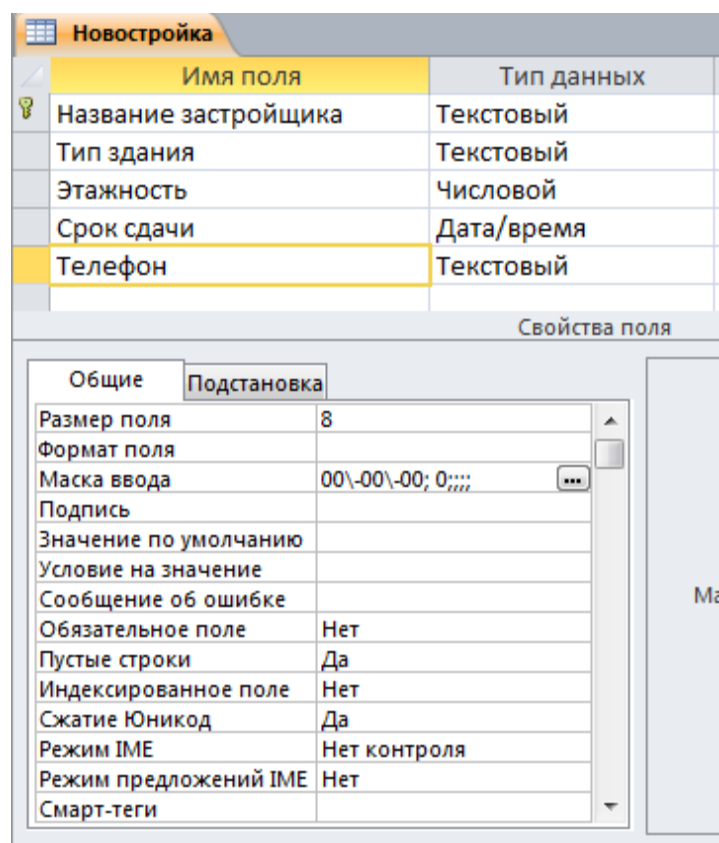 Новостройка
Имя поля Тип данных
Название застройщика Текстовый
Тип здания Текстовый
Этажность Числовой
Срок сдачи Дата/время
Телефон Текстовый
Свойства поля
Общие Подстановка
Размер поля 8
Формат поля
Маска ввода 00\-00\-00; 0;;;; ...
Подпись
Значение по умолчанию
Условие на значение
Сообщение об ошибке
Обязательное поле Нет
Пустые строки Да
Индексированное поле Нет
Сжатие Юникод Да
Режим IME Нет контроля
Режим предложений IME Нет
Смарт-теги
Ма